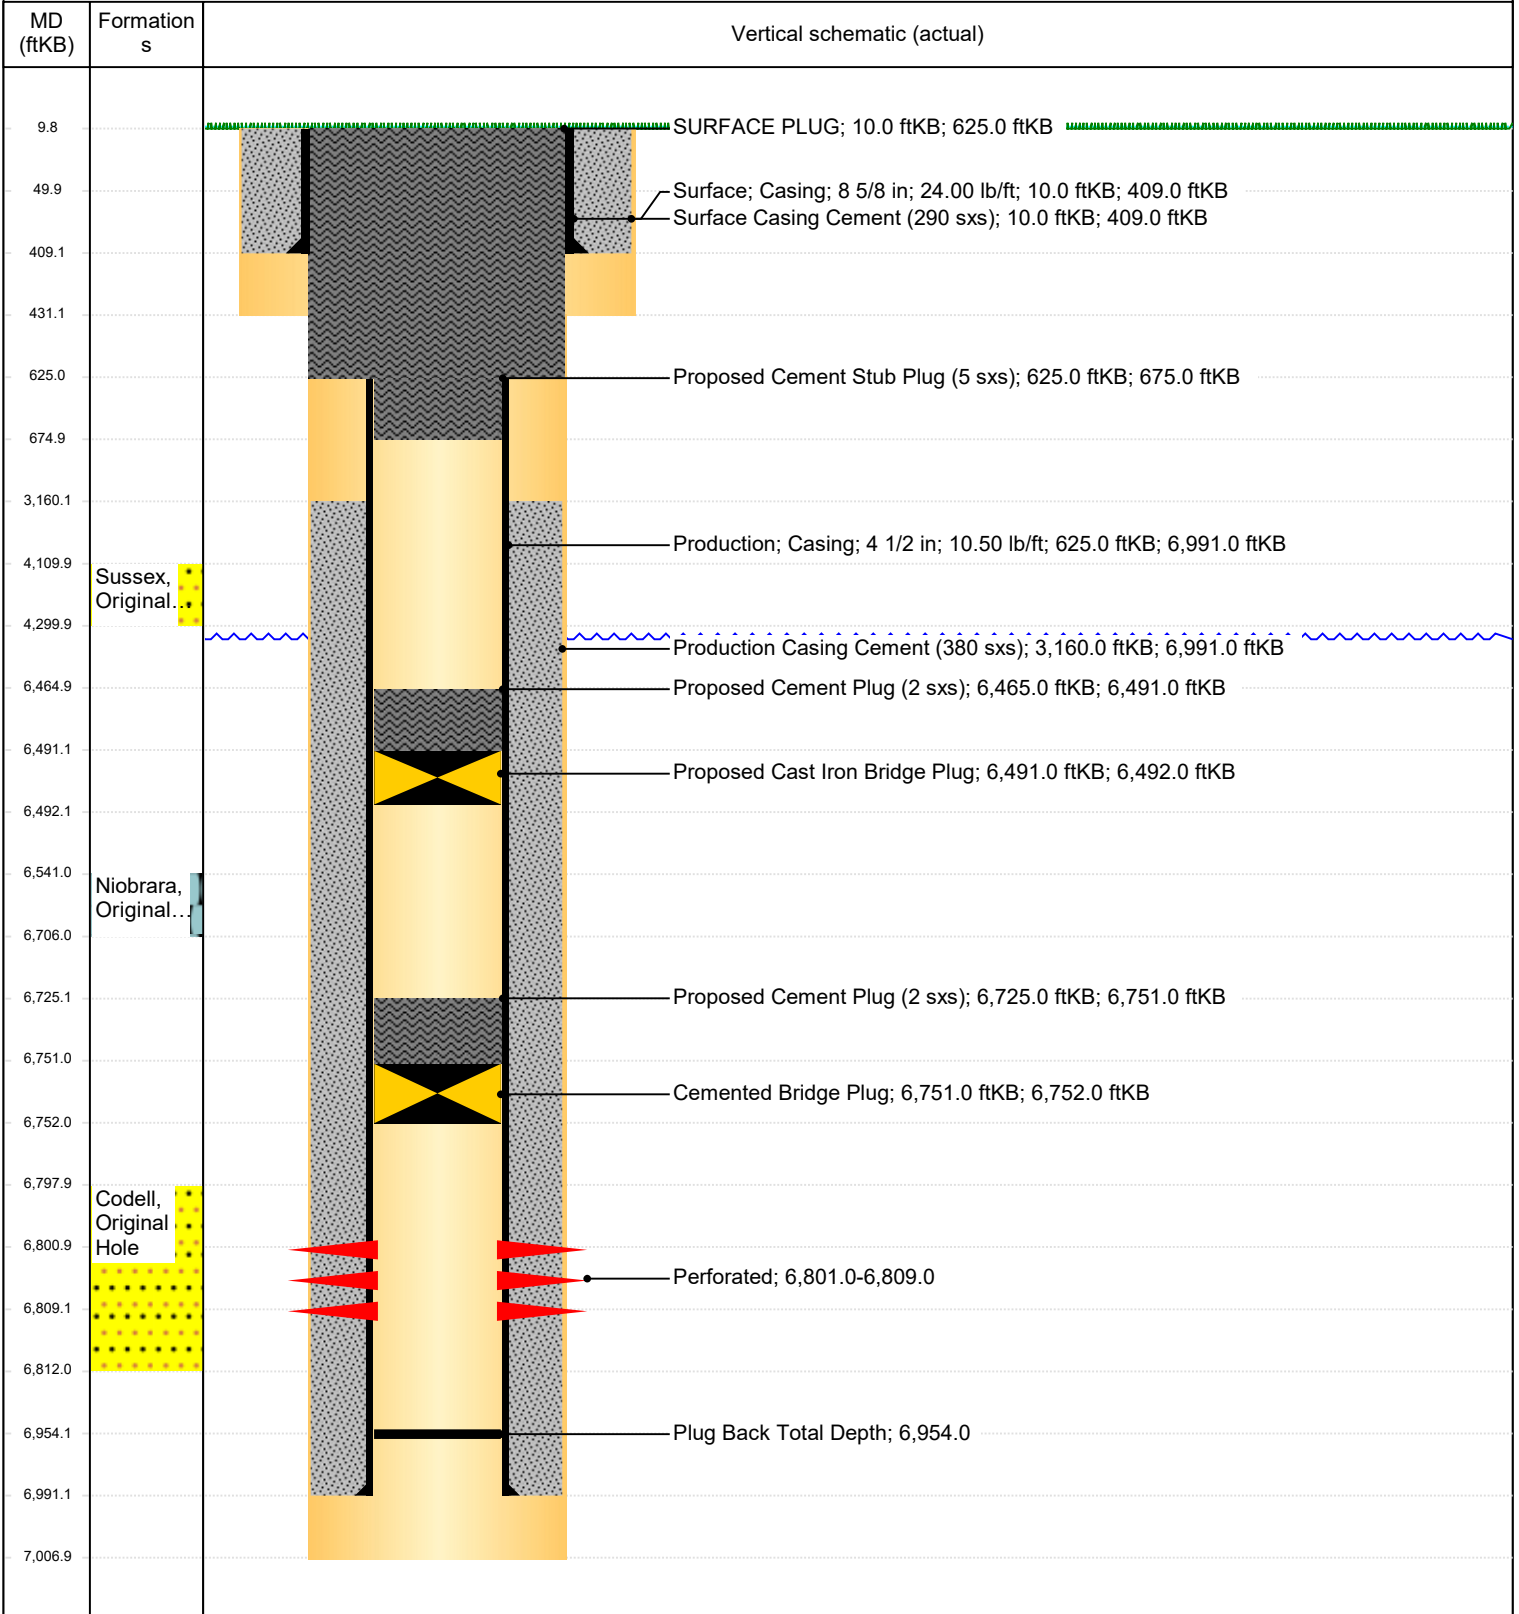 MD
(ftKB)
Formation
s
Vertical schematic (actual)
9.8
SURFACE PLUG; 10.0 ftKB; 625.0 ftKB
49.9
Surface; Casing; 8 5/8 in; 24.00 lb/ft; 10.0 ftKB; 409.0 ftKB
Surface Casing Cement (290 sxs); 10.0 ftKB; 409.0 ftKB
409.1
431.1
625.0
Proposed Cement Stub Plug (5 sxs); 625.0 ftKB; 675.0 ftKB
674.9
3,160.1
Production; Casing; 4 1/2 in; 10.50 lb/ft; 625.0 ftKB; 6,991.0 ftKB
4,109.9
Sussex,
Original...
4,299.9
Production Casing Cement (380 sxs); 3,160.0 ftKB; 6,991.0 ftKB
6,464.9
Proposed Cement Plug (2 sxs); 6,465.0 ftKB; 6,491.0 ftKB
6,491.1
Proposed Cast Iron Bridge Plug; 6,491.0 ftKB; 6,492.0 ftKB
6,492.1
6,541.0
Niobrara,
Original...
6,706.0
6,725.1
Proposed Cement Plug (2 sxs); 6,725.0 ftKB; 6,751.0 ftKB
6,751.0
Cemented Bridge Plug; 6,751.0 ftKB; 6,752.0 ftKB
6,752.0
6,797.9
Codell,
Original
Hole
6,800.9
Perforated; 6,801.0-6,809.0
6,809.1
6,812.0
6,954.1
Plug Back Total Depth; 6,954.0
6,991.1
7,006.9